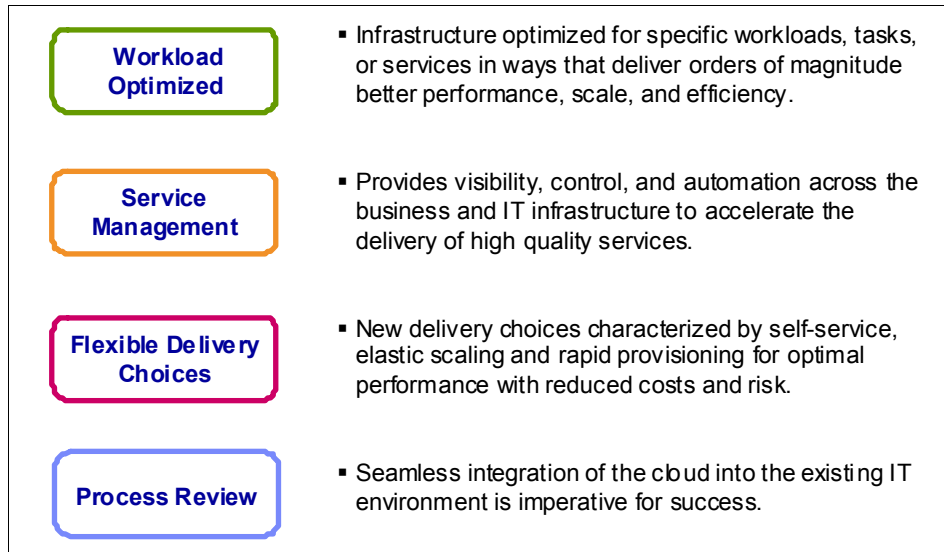 Workload
Optimized
▪ Infrastructure optimized for specific workloads, tasks,
or services in ways that deliver orders of magnitude
better performance, scale, and efficiency.
Service
Management
▪ Provides visibility, control, and automation across the
business and IT infrastructure to accelerate the
delivery of high quality services.
Flexible Delivery
Choices
▪ New delivery choices characterized by self-service,
elastic scaling and rapid provisioning for optimal
performance with reduced costs and risk.
Process Review
▪ Seamless integration of the cloud into the existing IT
environment is imperative for success.